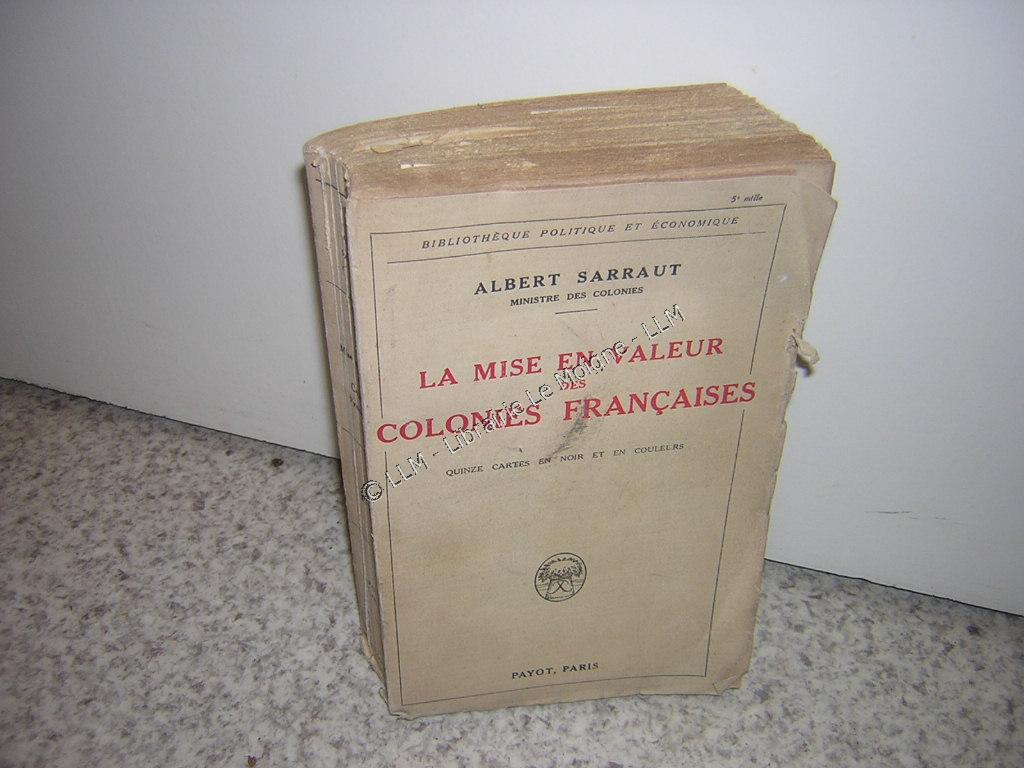 5e mille
BIBLIOTHÈQUE POLITIQUE ET ÉCONOMIQUE
ALBERT SARRAUT
MINISTRE DES COLONIES
LA MISE EN VALEUR
DES
COLONIES FRANÇAISES
QUINZE CARTES EN NOIR ET EN COULEURS
PAYOT, PARIS
© LLM - Librairie Le Moigne - LLM